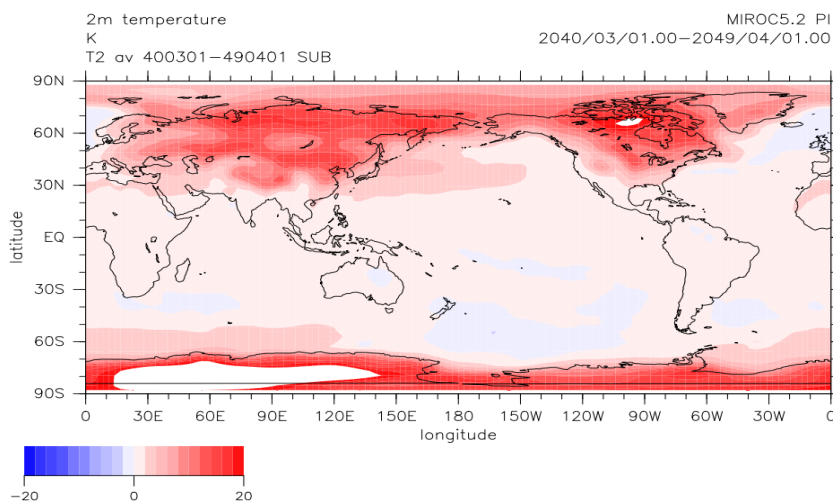 2m temperature
MIROC5.2 PI
K
2040/03/01.00−2049/04/01.00
T2 av 400301−490401 SUB
90N
60N
30N
EQ
30S
60S
90S
latitude
0 30E 60E 90E 120E 150E 180 150W 120W 90W 60W 30W 0
longitude
−20 0 20